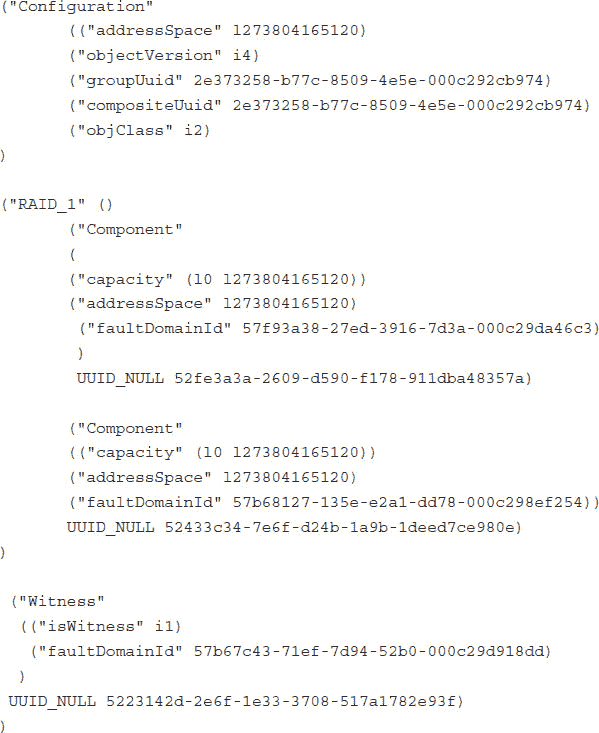 ("Configuration"
(("addressSpace" l273804165120)
("objectVersion" i4)
("groupUuid" 2e373258-b77c-8509-4e5e-000c292cb974)
("compositeUuid" 2e373258-b77c-8509-4e5e-000c292cb974)
("objClass" i2)
)
("RAID_1" ()
("Component"
(
("capacity" (l0 l273804165120))
("addressSpace" l273804165120)
("faultDomainId" 57f93a38-27ed-3916-7d3a-000c29da46c3)
)
UUID_NULL 52fe3a3a-2609-d590-f178-911dba48357a)
("Component"
(("capacity" (l0 l273804165120))
("addressSpace" l273804165120)
("faultDomainId" 57b68127-135e-e2a1-dd78-000c298ef254))
UUID_NULL 52433c34-7e6f-d24b-1a9b-1deed7ce980e)
)
("Witness"
(("isWitness" i1)
("faultDomainId" 57b67c43-71ef-7d94-52b0-000c29d918dd)
)
UUID_NULL 5223142d-2e6f-1e33-3708-517a1782e93f)
)